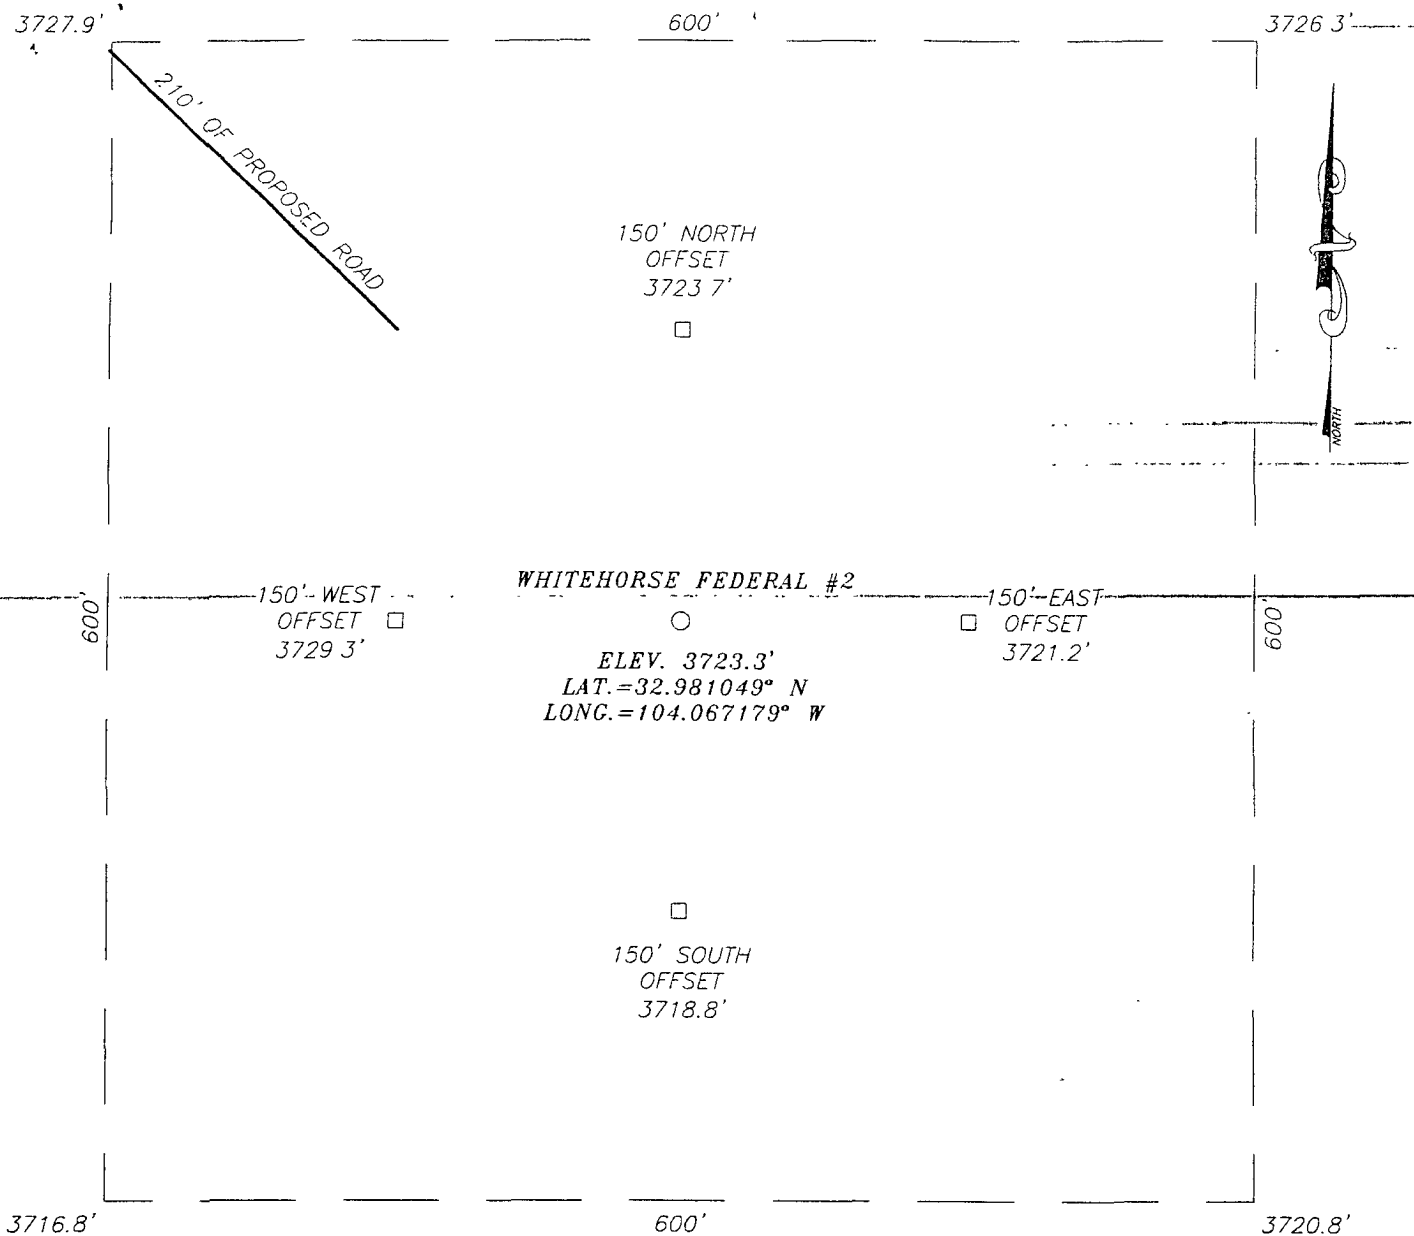 3727.9'
600'
3726 3'
210' OF PROPOSED ROAD
150' NORTH
OFFSET
3723 7'
NORTH
WHITEHORSE FEDERAL #2
600'
150' WEST
OFFSET
3729 3'
150' EAST
OFFSET
3721.2'
600'
ELEV. 3723.3'
LAT.=32.981049° N
LONG.=104.067179° W
150' SOUTH
OFFSET
3718.8'
3716.8'
600'
3720.8'